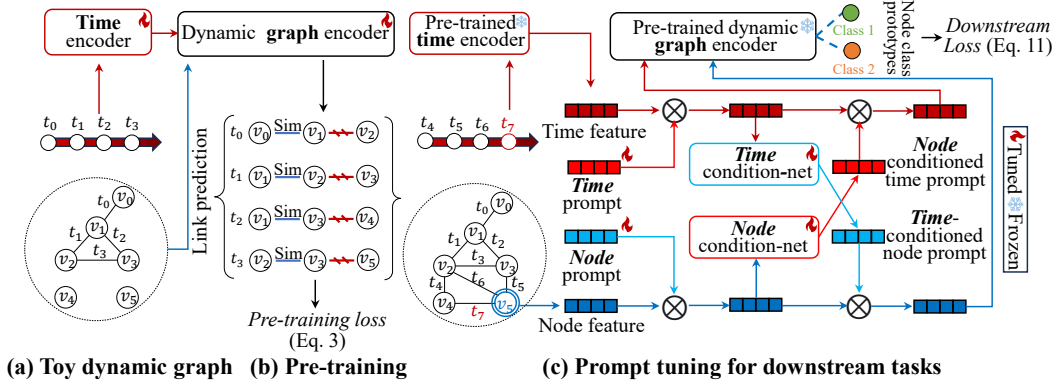 Time
encoder
Dynamic graph encoder
t0
t1
t2
t3
t0
v0
t1
v1
t2
t3
v2
v3
v4
v5
Link prediction
t0
v0
Sim
v1
v2
t1
v1
Sim
v2
v3
t2
v1
Sim
v3
v4
t3
v2
Sim
v3
v5
Pre-training loss
(Eq. 3)
Pre-trained
time encoder
t4
t5
t6
t7
t0
v0
t1
v1
t2
v2
t3
v3
t6
t4
t5
v4
t7
v5
Pre-trained dynamic
graph encoder
Class 1
Class 2
Node class
prototypes
Downstream
Loss (Eq. 11)
Time feature
Time
prompt
Node
prompt
Node feature
Time
condition-net
Node
condition-net
Node
conditioned
time prompt
Time-
conditioned
node prompt
Tuned
Frozen
(a) Toy dynamic graph
(b) Pre-training
(c) Prompt tuning for downstream tasks